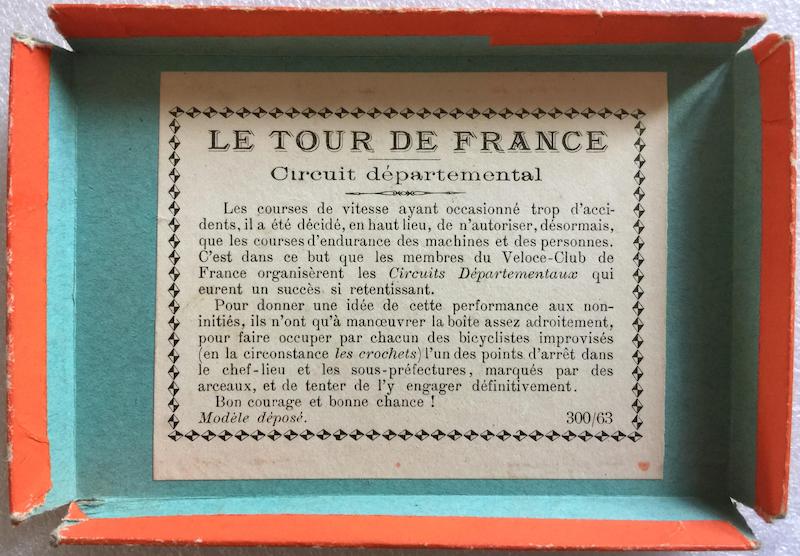 LE TOUR DE FRANCE
Circuit départemental
Les courses de vitesse ayant occasionné trop d'acci-
dents, il a été décidé, en haut lieu, de n'autoriser, désormais,
que les courses d'endurance des machines et des personnes.
C'est dans ce but que les membres du Veloce-Club de
France organisèrent les Circuits Départementaux qui
eurent un succès si retentissant.
Pour donner une idée de cette performance aux non-
initiés, ils n'ont qu'à manœuvrer la boîte assez adroitement,
pour faire occuper par chacun des bicyclistes improvisés
(en la circonstance les crochets) l'un des points d'arrêt dans
le chef-lieu et les sous-préfectures, marqués par des
arceaux, et de tenter de l'y engager définitivement.
Bon courage et bonne chance !
Modèle déposé. 300/63